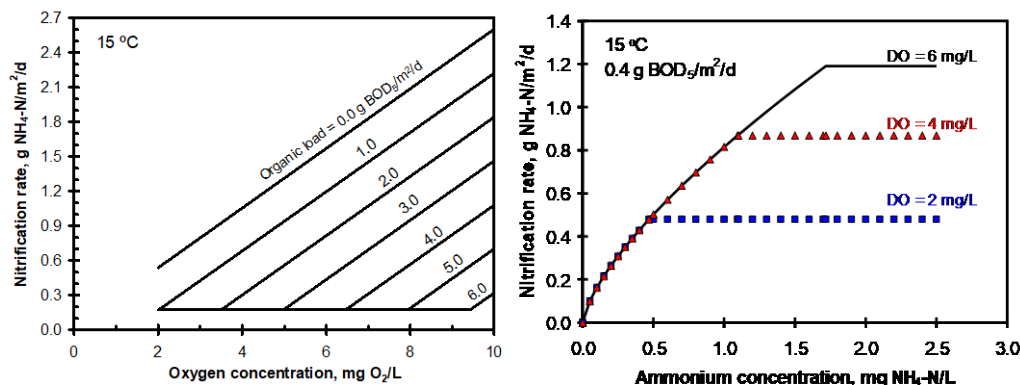 2.7
2.4
2.1
1.8
1.5
1.2
0.9
0.6
0.3
0.0
Nitrification rate, g NH₄-N/m²/d
15 ºC
Organic load = 0.0 g BOD₅/m²/d
1.0
2.0
3.0
4.0
5.0
6.0
0 2 4 6 8 10
Oxygen concentration, mg O₂/L
1.4
1.2
1.0
0.8
0.6
0.4
0.2
0.0
Nitrification rate, g NH₄-N/m²/d
15 ºC
0.4 g BOD₅/m²/d
DO = 6 mg/L
DO = 4 mg/L
DO = 2 mg/L
0.0 0.5 1.0 1.5 2.0 2.5 3.0
Ammonium concentration, mg NH₄-N/L